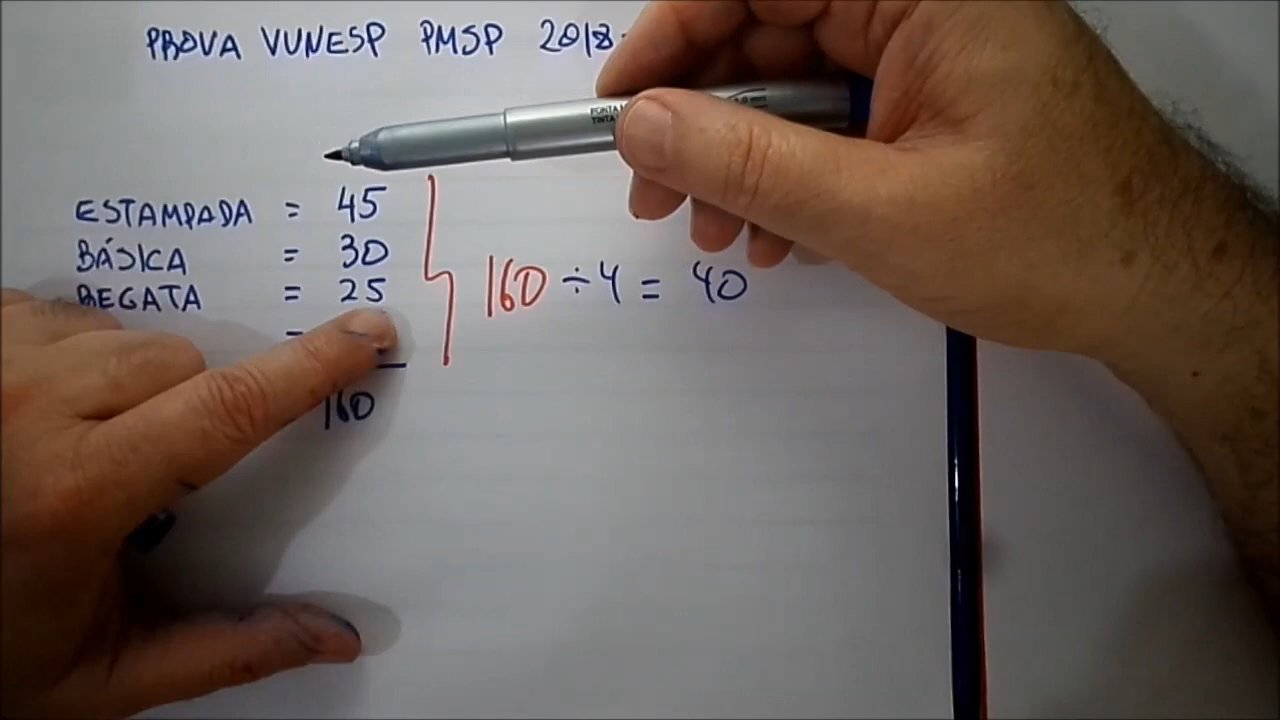 PROVA VUNESP PMSP 2018
ESTAMPADA = 45
BÁSICA = 30
REGATA = 25
=
160
160 ÷ 4 = 40